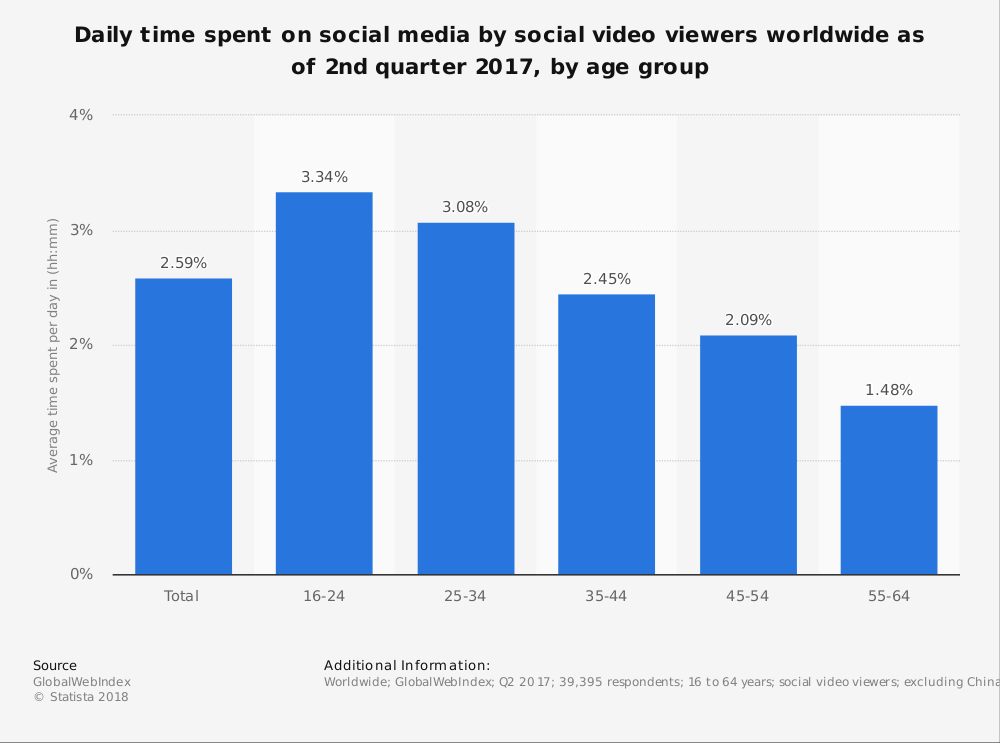 Daily time spent on social media by social video viewers worldwide as
of 2nd quarter 2017, by age group
Average time spent per day in (hh:mm)
4%
3%
2%
1%
0%
2.59%
3.34%
3.08%
2.45%
2.09%
1.48%
Total
16-24
25-34
35-44
45-54
55-64
Source
GlobalWebIndex
© Statista 2018
Additional Information:
Worldwide; GlobalWebIndex; Q2 2017; 39,395 respondents; 16 to 64 years; social video viewers; excluding China